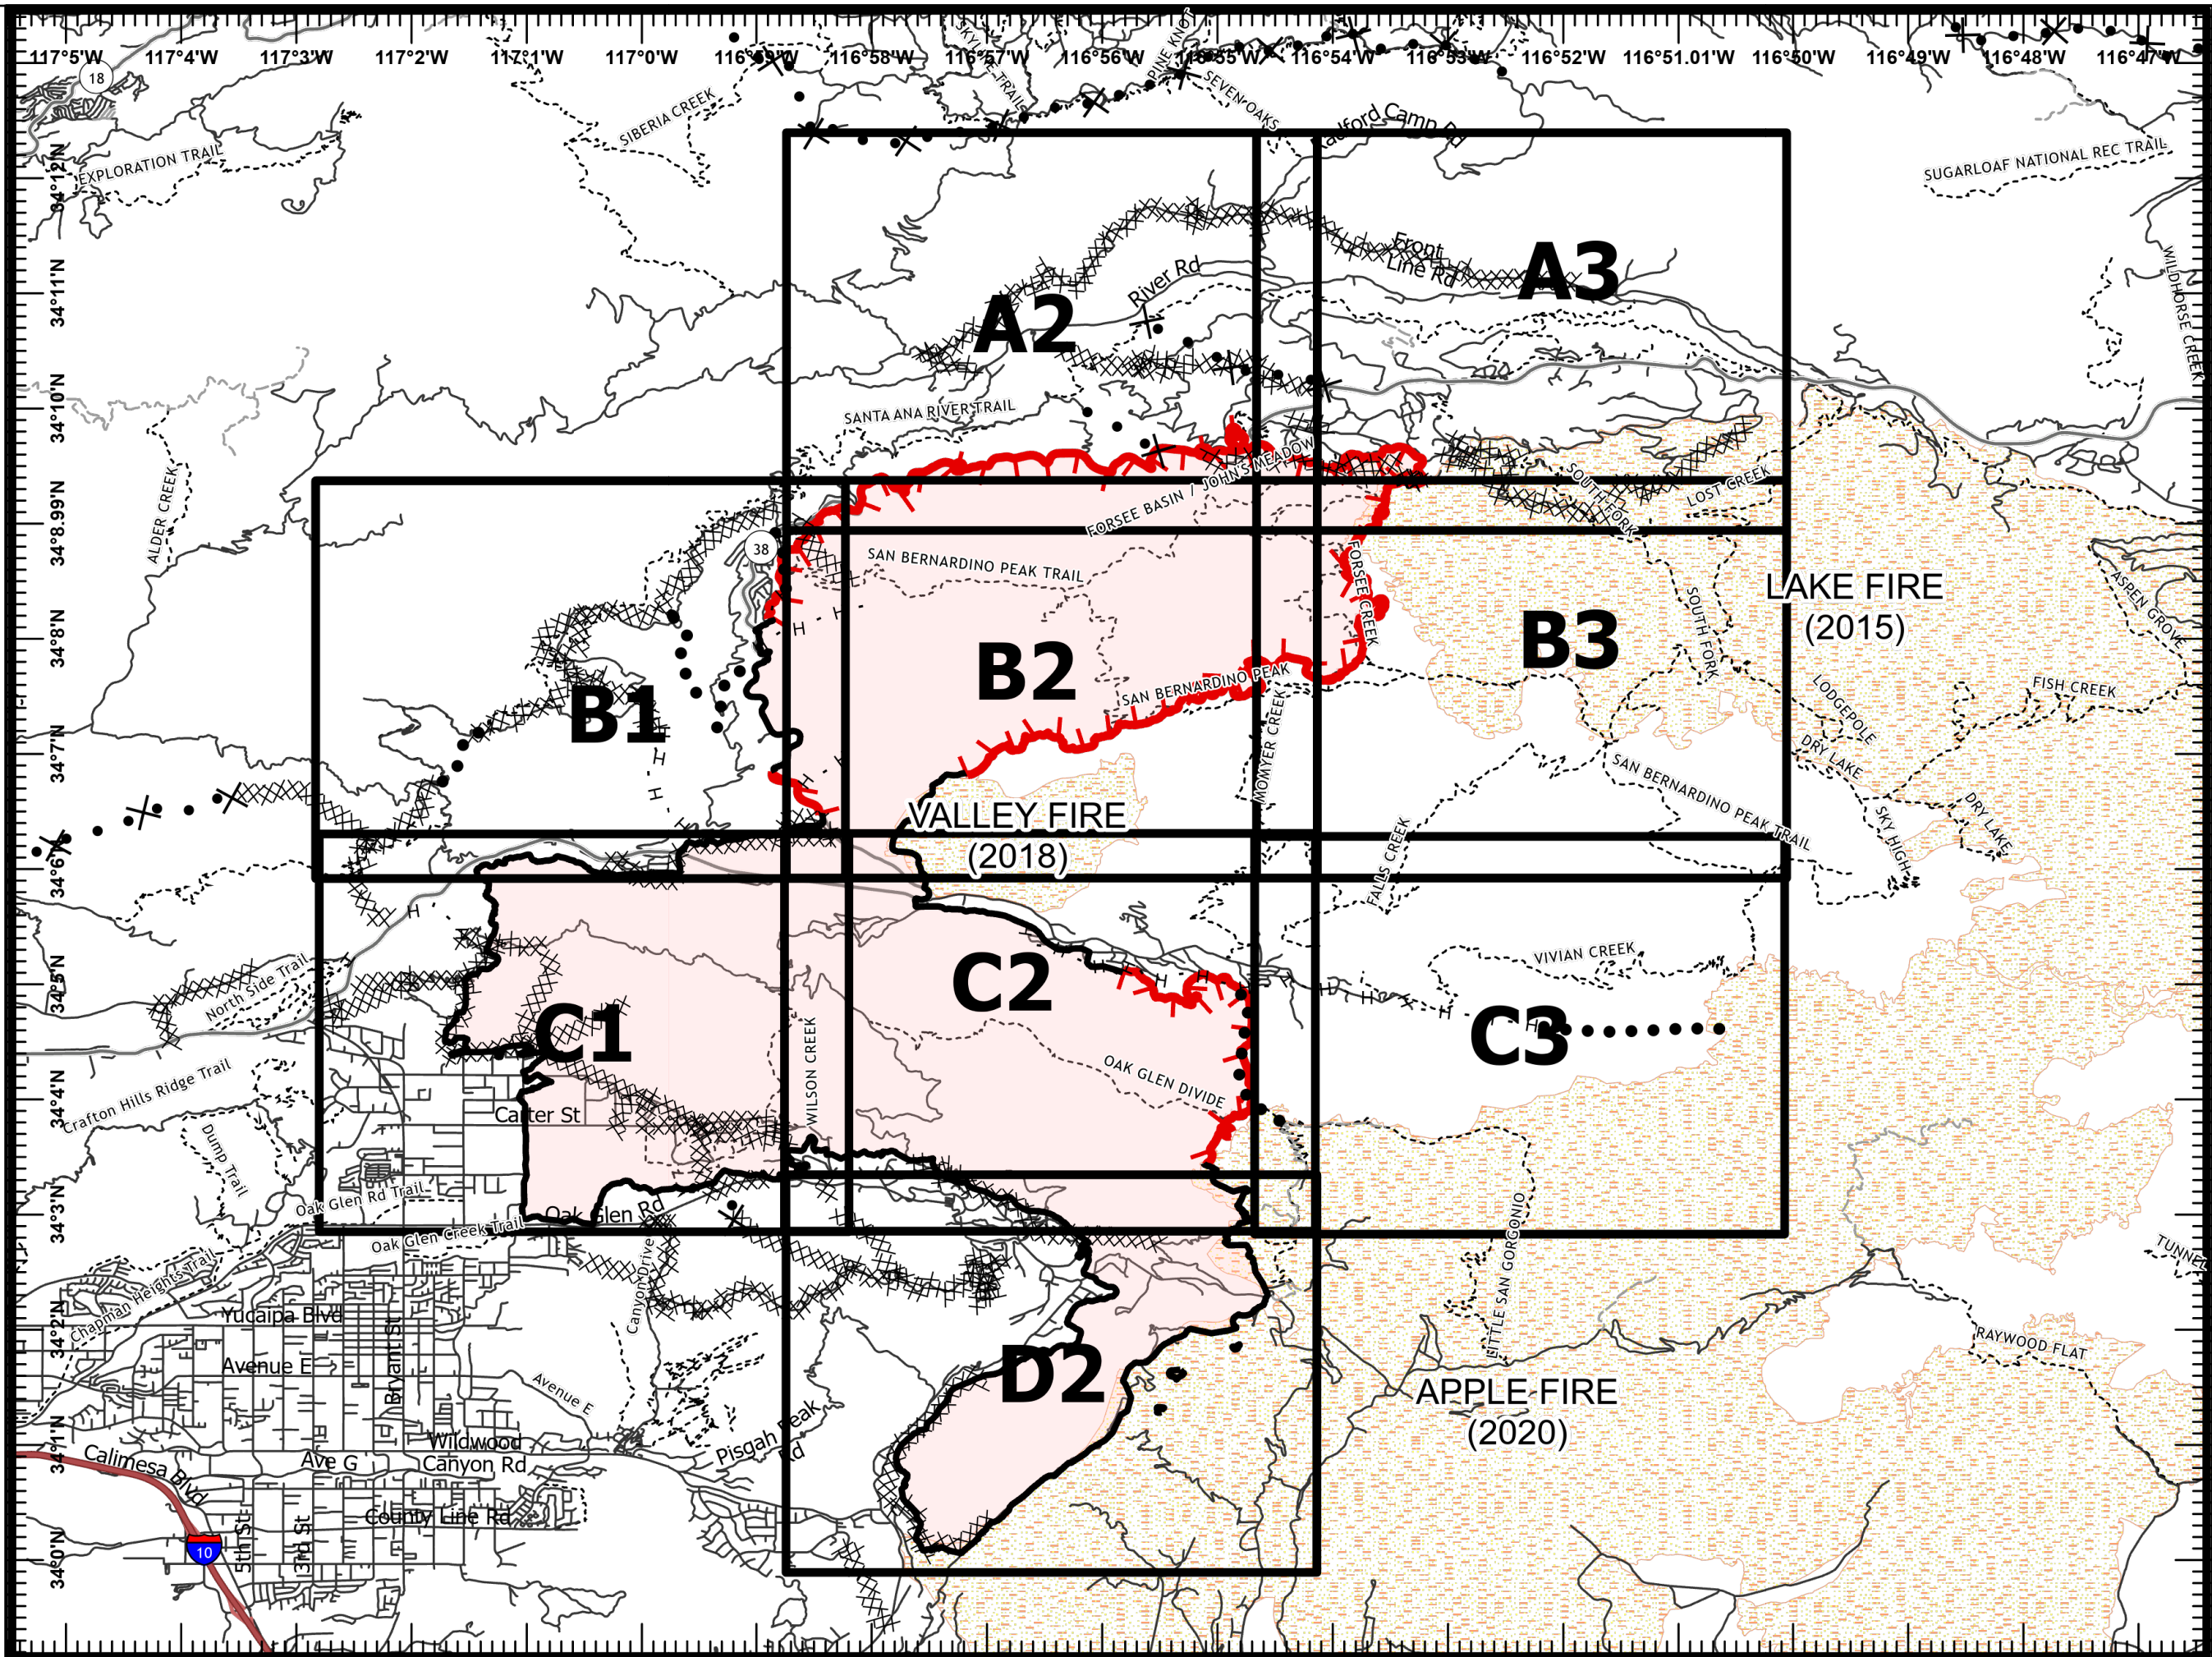 117°5'W 117°4'W 117°3'W 117°2'W 117°1'W 117°0'W 116°59'W 116°58'W 116°57'W 116°56'W 116°55'W 116°54'W 116°53'W 116°52'W 116°51.01'W 116°50'W 116°49'W 116°48'W 116°47'W
18
SKYLINE TRAIL
PINE KNOT
SEVEN OAKS
SIBERIA CREEK
Radford Camp Rd
EXPLORATION TRAIL
SUGARLOAF NATIONAL REC TRAIL
34°12'N
WILDHORSE CREEK
Front
Line Rd
A3
River Rd
A2
34°11'N
34°10'N
SANTA ANA RIVER TRAIL
FORSEE BASIN / JOHN'S MEADOW
SOUTH FORK
LOST CREEK
ALDER CREEK
34°8.99'N
38
SAN BERNARDINO PEAK TRAIL
FORSEE CREEK
LAKE FIRE
(2015)
ASPEN GROVE
SOUTH FORK
34°8'N
B3
B2
B1
SAN BERNARDINO PEAK
FISH CREEK
LODGEPOLE
MOMYER CREEK
34°7'N
DRY LAKE
SAN BERNARDINO PEAK TRAIL
DRY LAKE
SKY HIGH
VALLEY FIRE
(2018)
34°6'N
FALLS CREEK
VIVIAN CREEK
North Side Trail
34°5'N
C2
C1
C3
WILSON CREEK
OAK GLEN DIVIDE
Crafton Hills Ridge Trail
34°4'N
Carter St
Dump Trail
Oak Glen Rd Trail
34°3'N
Oak Glen Rd
Oak Glen Creek Trail
Canyon Drive
LITTLE SAN GORGONIO
TUNNEL
Chapman Heights Trail
34°2'N
Yucaipa Blvd
Bryant St
Avenue E
Avenue E
D2
RAYWOOD FLAT
APPLE FIRE
(2020)
34°1'N
Calimesa Blvd
Ave G
Wildwood
Canyon Rd
Pisgah Peak
Rd
County Line Rd
5th St
3rd St
34°0'N
10